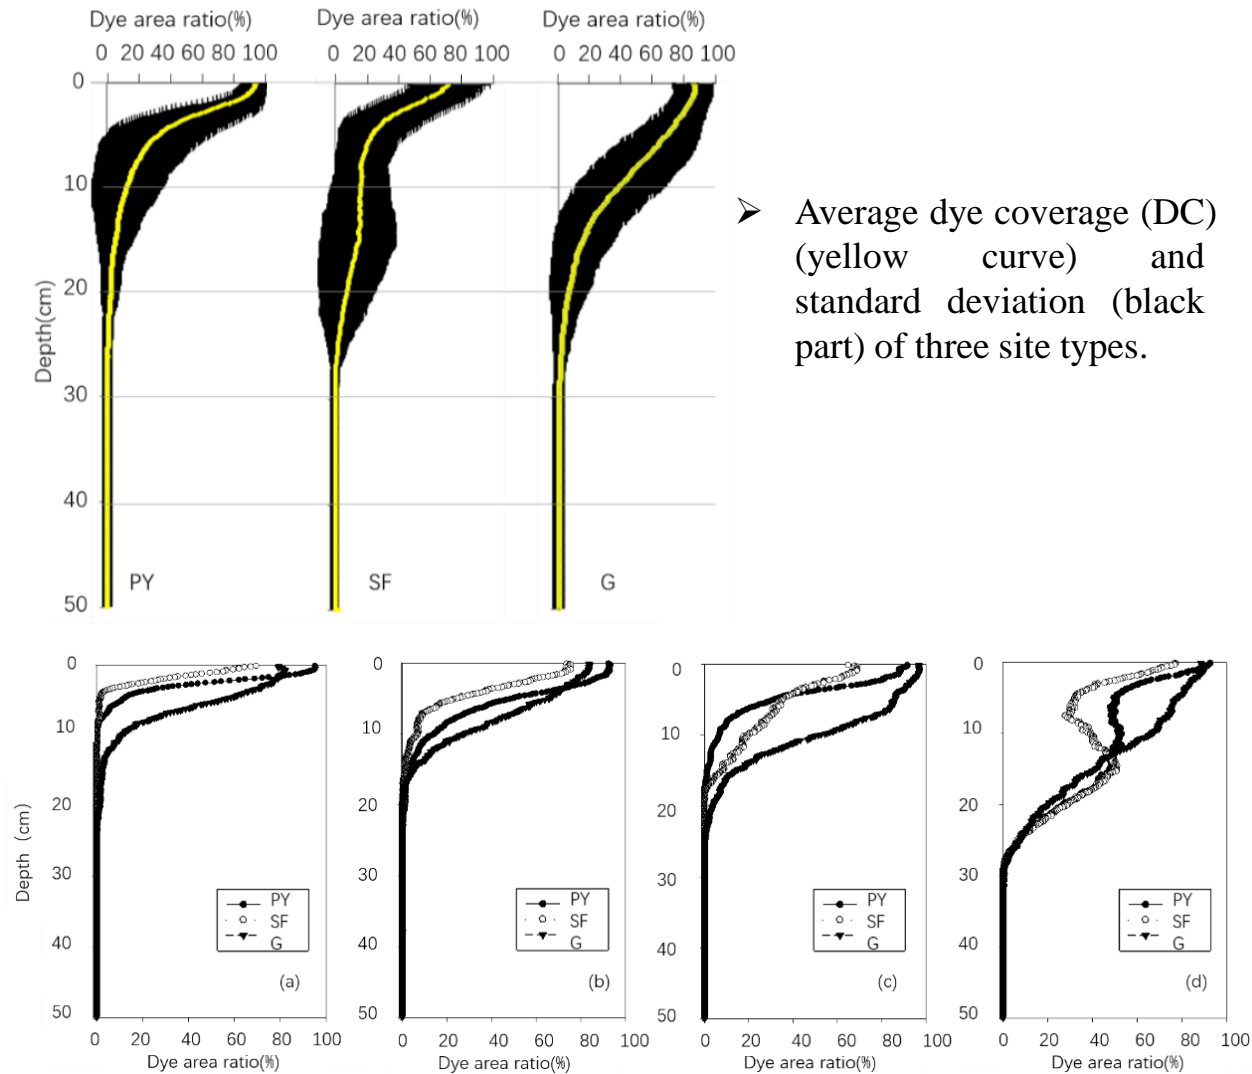 Dye area ratio(%) Dye area ratio(%) Dye area ratio(%)
0 20 40 60 80 100 0 20 40 60 80 100 0 20 40 60 80 100
0
10
20
30
40
50
Depth(cm)
PY SF G
➢ Average dye coverage (DC)
(yellow curve) and
standard deviation (black
part) of three site types.
Depth (cm)
0
10
20
30
40
50
PY
SF
G
(a)
0 20 40 60 80 100
Dye area ratio(%)
0
10
20
30
40
50
PY
SF
G
(b)
0 20 40 60 80 100
Dye area ratio(%)
0
10
20
30
40
50
PY
SF
G
(c)
0 20 40 60 80 100
Dye area ratio(%)
0
10
20
30
40
50
PY
SF
G
(d)
0 20 40 60 80 100
Dye area ratio(%)